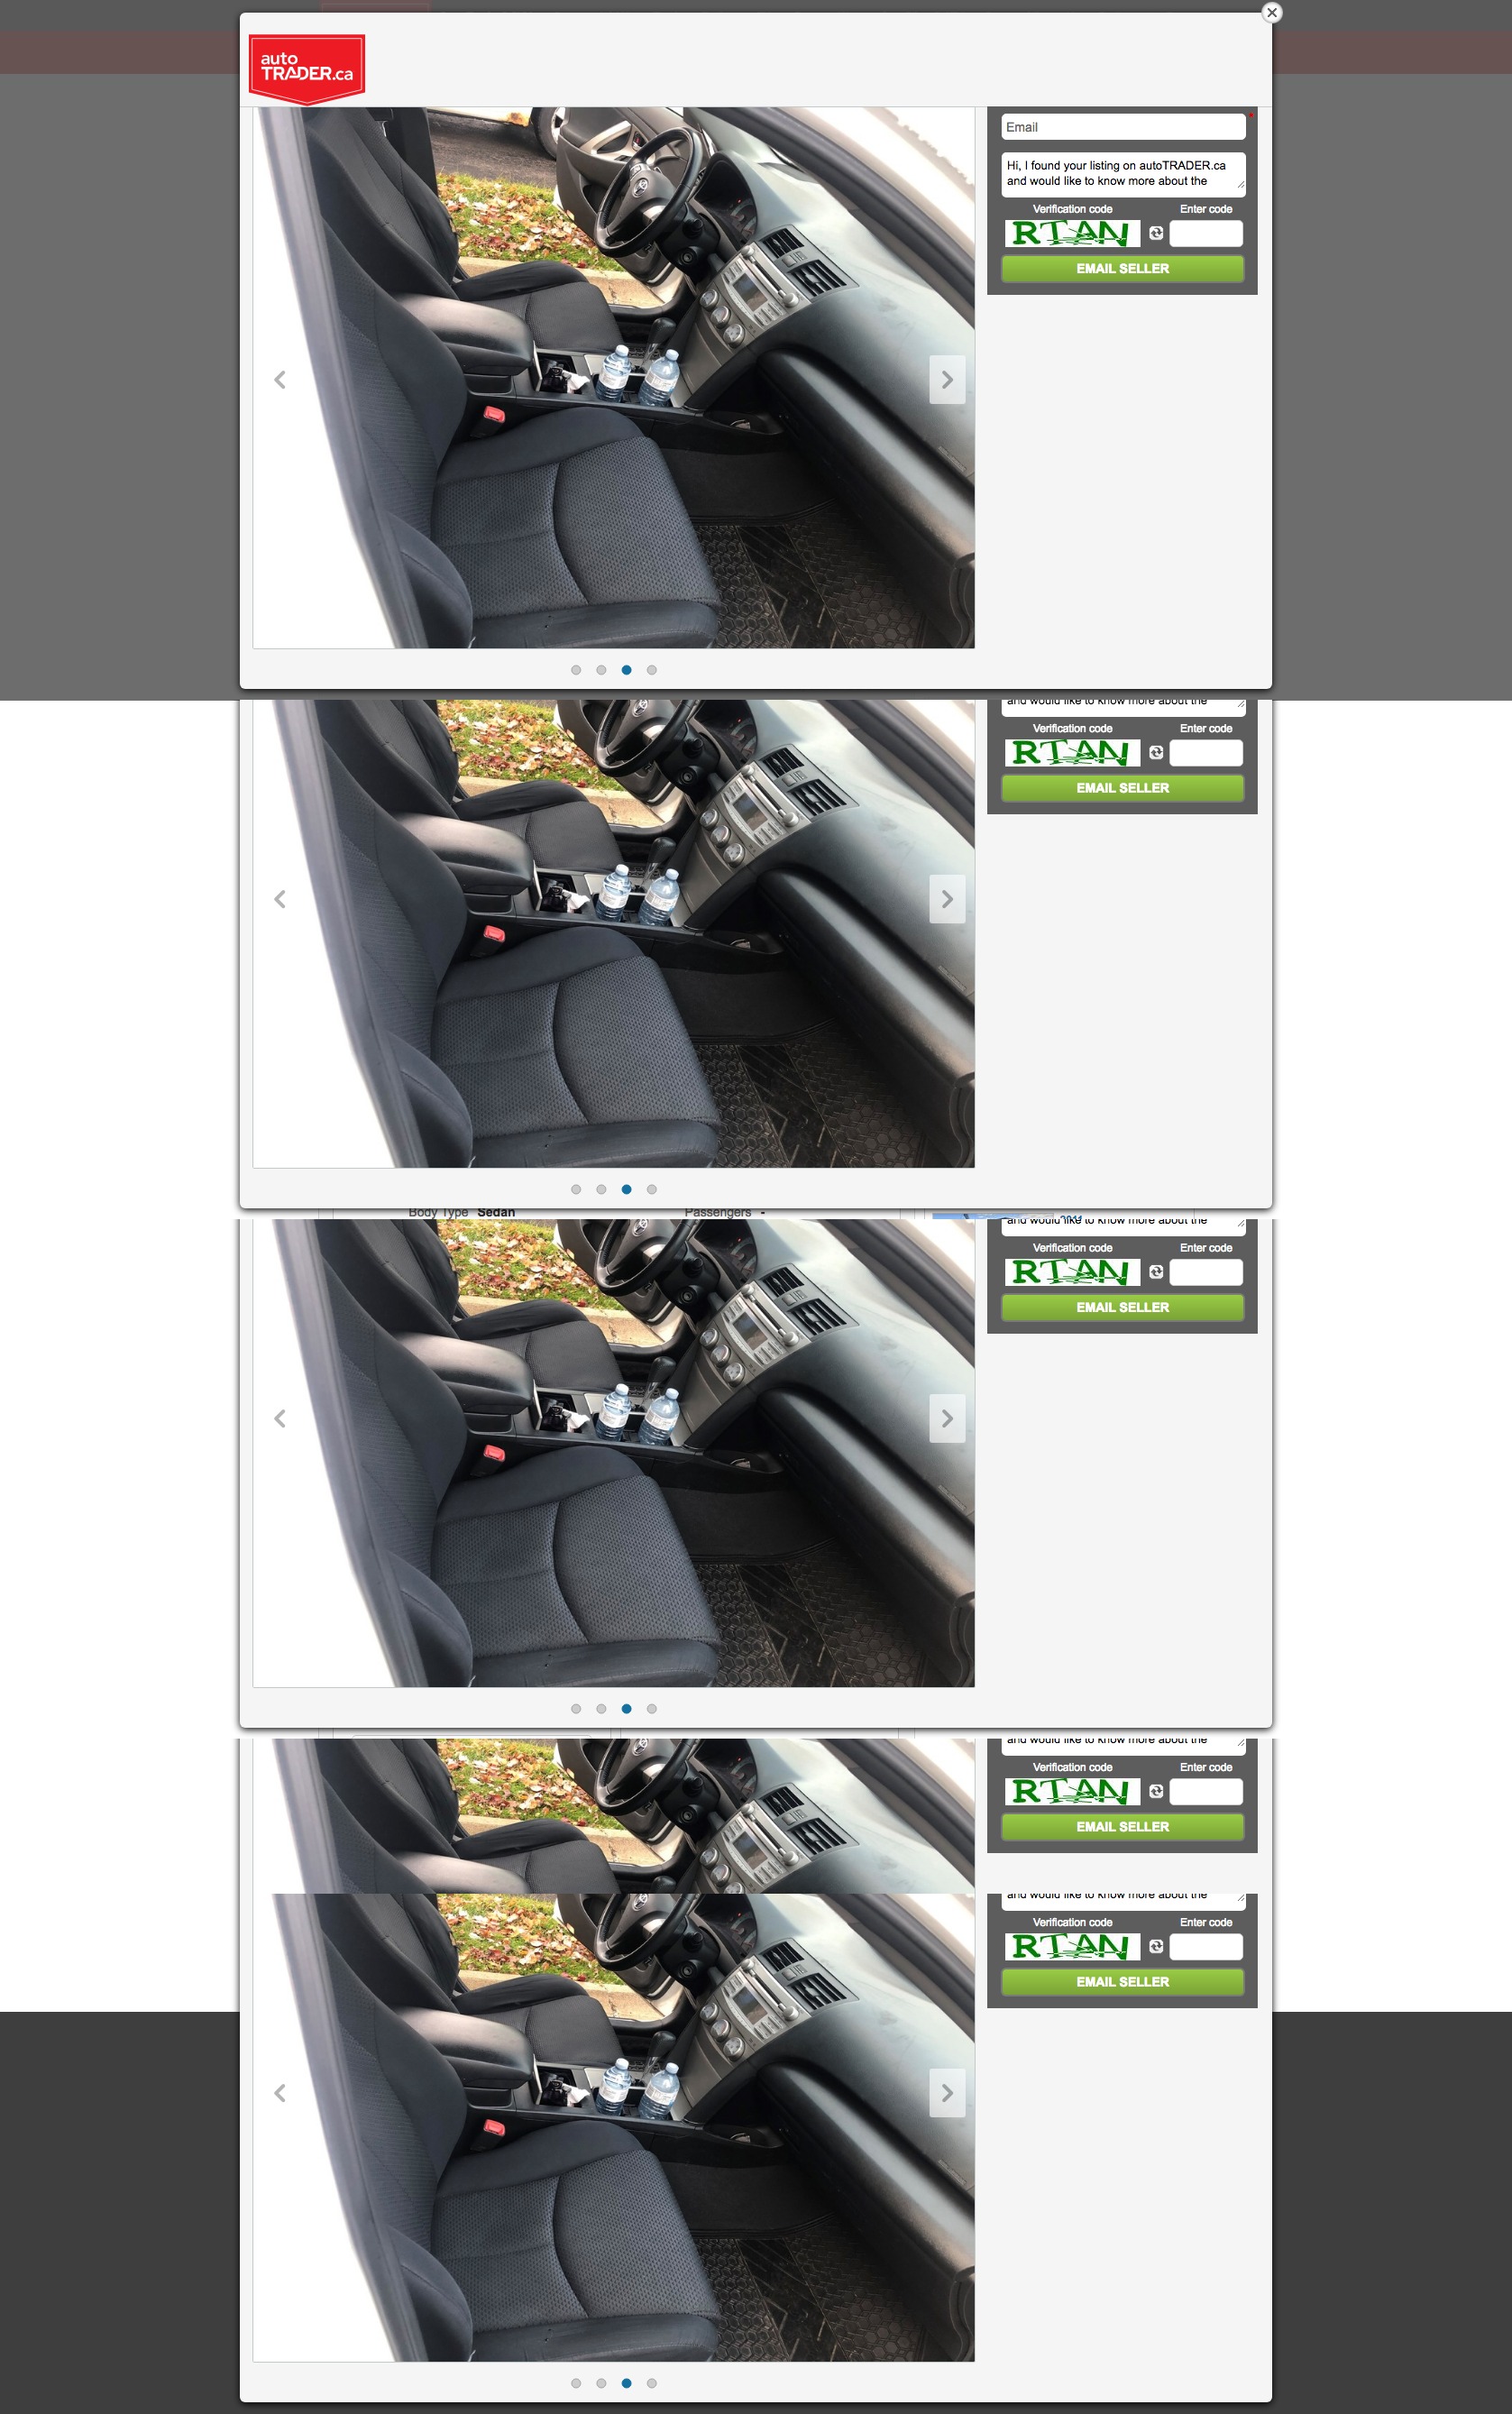 auto
TRADER.ca
Email
Hi, I found your listing on autoTRADER.ca
and would like to know more about the
Verification code Enter code
RTAN
EMAIL SELLER
and would like to know more about the
Verification code Enter code
RTAN
EMAIL SELLER
Body Type Sedan Passengers -
2011
and would like to know more about the
Verification code Enter code
RTAN
EMAIL SELLER
and would like to know more about the
Verification code Enter code
RTAN
EMAIL SELLER
and would like to know more about the
Verification code Enter code
RTAN
EMAIL SELLER